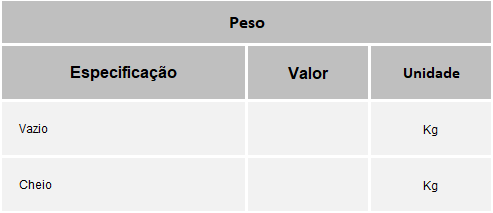 Peso
Especificação Valor Unidade
Vazio Kg
Cheio Kg